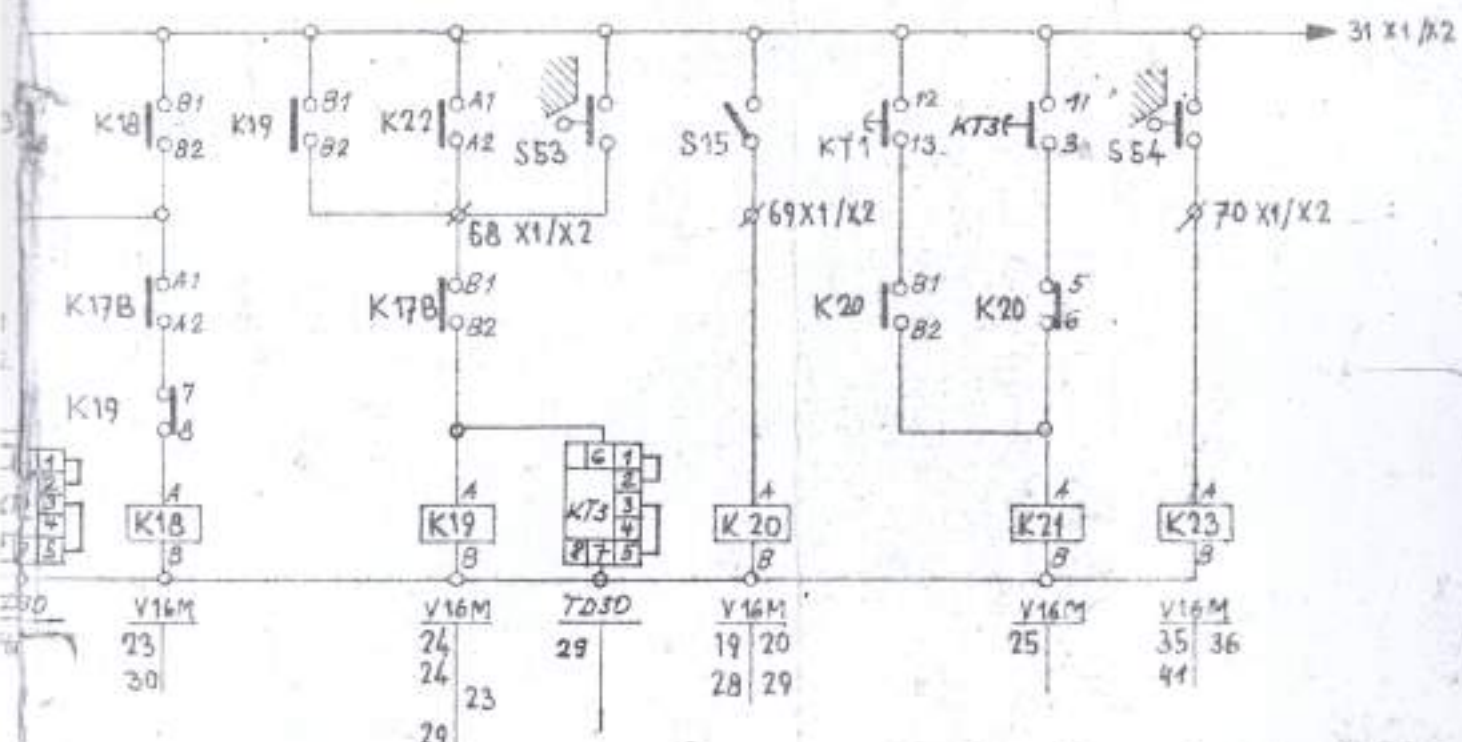 31 X1/X2
K18 B1 B2
K19 B1 B2
K22 A1 A2
S53
S15
KT1 12 13
KT3 11 3
S54
68 X1/X2
69 X1/X2
70 X1/X2
K17B A1 A2
K17B B1 B2
K20 B1 B2
K20 5 6
K19 7 8
6 1
2
KT3 3
4
8 7 5
1
2
3
4
5
A A A A A
K18 K19 K20 K21 K23
B B B B B
V16M V16M TD3D V16M V16M V16M
23 24 29 19 20 25 35 36
30 24 28 29 41
23
29